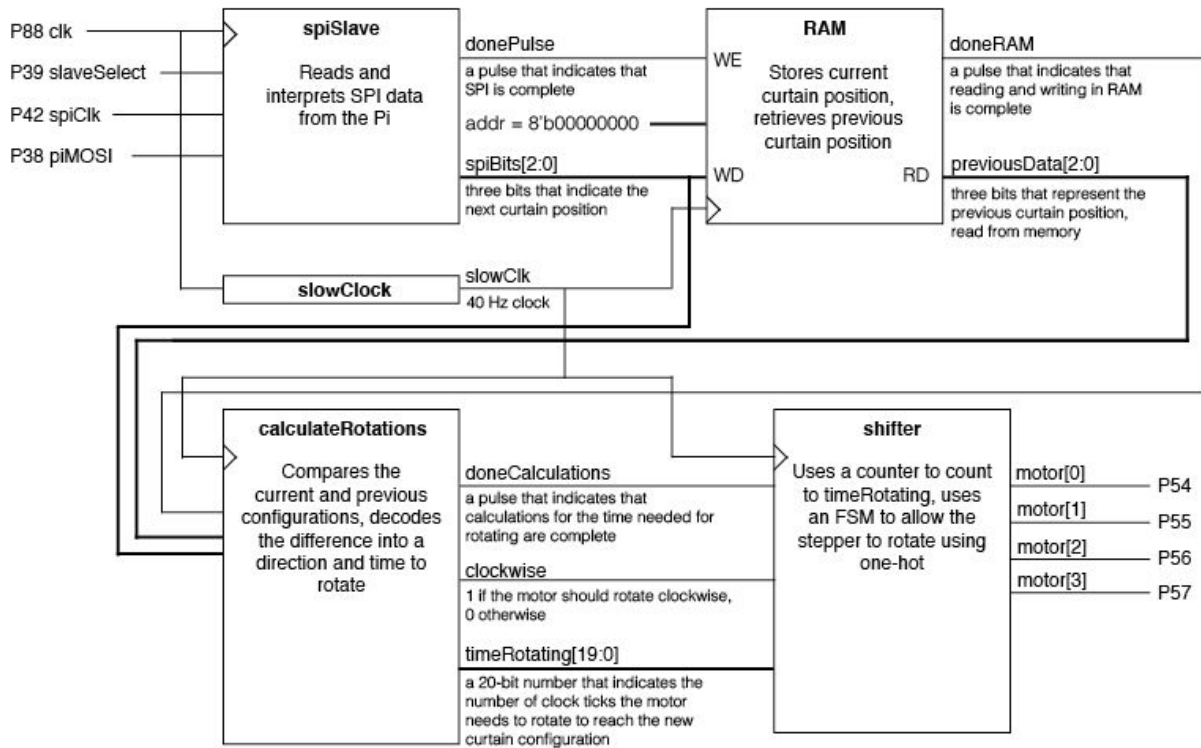 P88 clk
P39 slaveSelect
P42 spiClk
P38 piMOSI
spiSlave
Reads and
interprets SPI data
from the Pi
donePulse
a pulse that indicates that
SPI is complete
addr = 8'b00000000
spiBits[2:0]
three bits that indicate the
next curtain position
RAM
WE
Stores current
curtain position,
retrieves previous
curtain position
WD
RD
doneRAM
a pulse that indicates that
reading and writing in RAM
is complete
previousData[2:0]
three bits that represent the
previous curtain position,
read from memory
slowClock
slowClk
40 Hz clock
calculateRotations
Compares the
current and previous
configurations, decodes
the difference into a
direction and time to
rotate
doneCalculations
a pulse that indicates that
calculations for the time needed for
rotating are complete
clockwise
1 if the motor should rotate clockwise,
0 otherwise
timeRotating[19:0]
a 20-bit number that indicates the
number of clock ticks the motor
needs to rotate to reach the new
curtain configuration
shifter
Uses a counter to count
to timeRotating, uses
an FSM to allow the
stepper to rotate using
one-hot
motor[0]
P54
motor[1]
P55
motor[2]
P56
motor[3]
P57